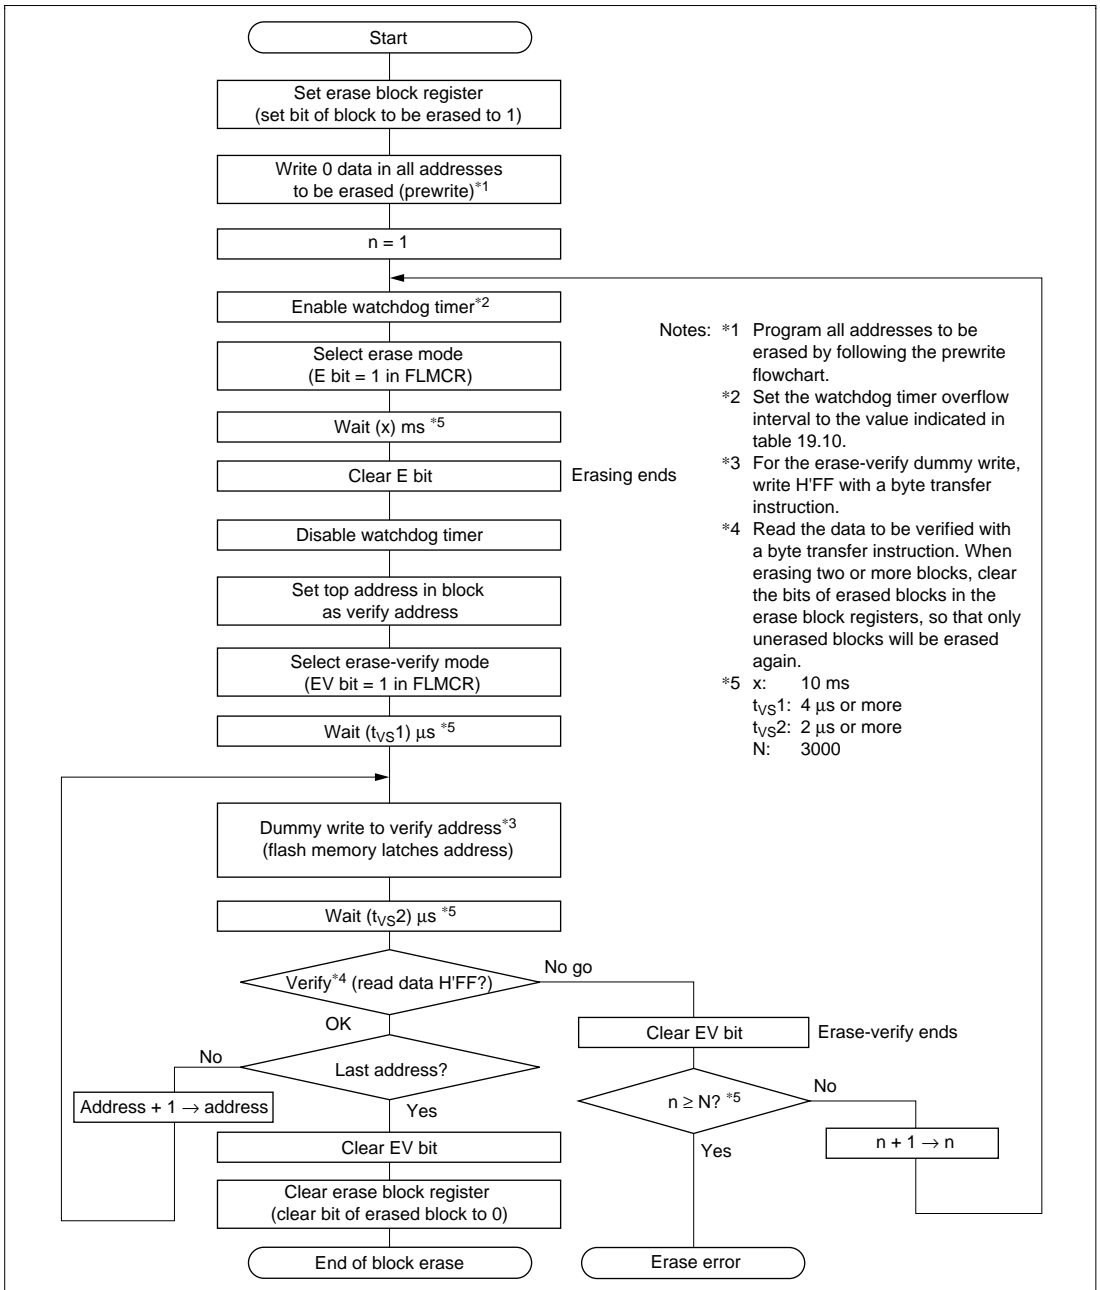 Start
Set erase block register
(set bit of block to be erased to 1)
Write 0 data in all addresses
to be erased (prewrite)*1
n = 1
Enable watchdog timer*2
Select erase mode
(E bit = 1 in FLMCR)
Wait (x) ms *5
Clear E bit
Erasing ends
Disable watchdog timer
Set top address in block
as verify address
Select erase-verify mode
(EV bit = 1 in FLMCR)
Wait (tVS1) μs *5
Dummy write to verify address*3
(flash memory latches address)
Wait (tVS2) μs *5
Verify*4 (read data H'FF?)
No go
OK
Last address?
No
Address + 1 → address
Yes
Clear EV bit
Clear erase block register
(clear bit of erased block to 0)
End of block erase
Clear EV bit
Erase-verify ends
n ≥ N? *5
No
n + 1 → n
Yes
Erase error
Notes: *1 Program all addresses to be
erased by following the prewrite
flowchart.
*2 Set the watchdog timer overflow
interval to the value indicated in
table 19.10.
*3 For the erase-verify dummy write,
write H'FF with a byte transfer
instruction.
*4 Read the data to be verified with
a byte transfer instruction. When
erasing two or more blocks, clear
the bits of erased blocks in the
erase block registers, so that only
unerased blocks will be erased
again.
*5 x: 10 ms
tVS1: 4 μs or more
tVS2: 2 μs or more
N: 3000